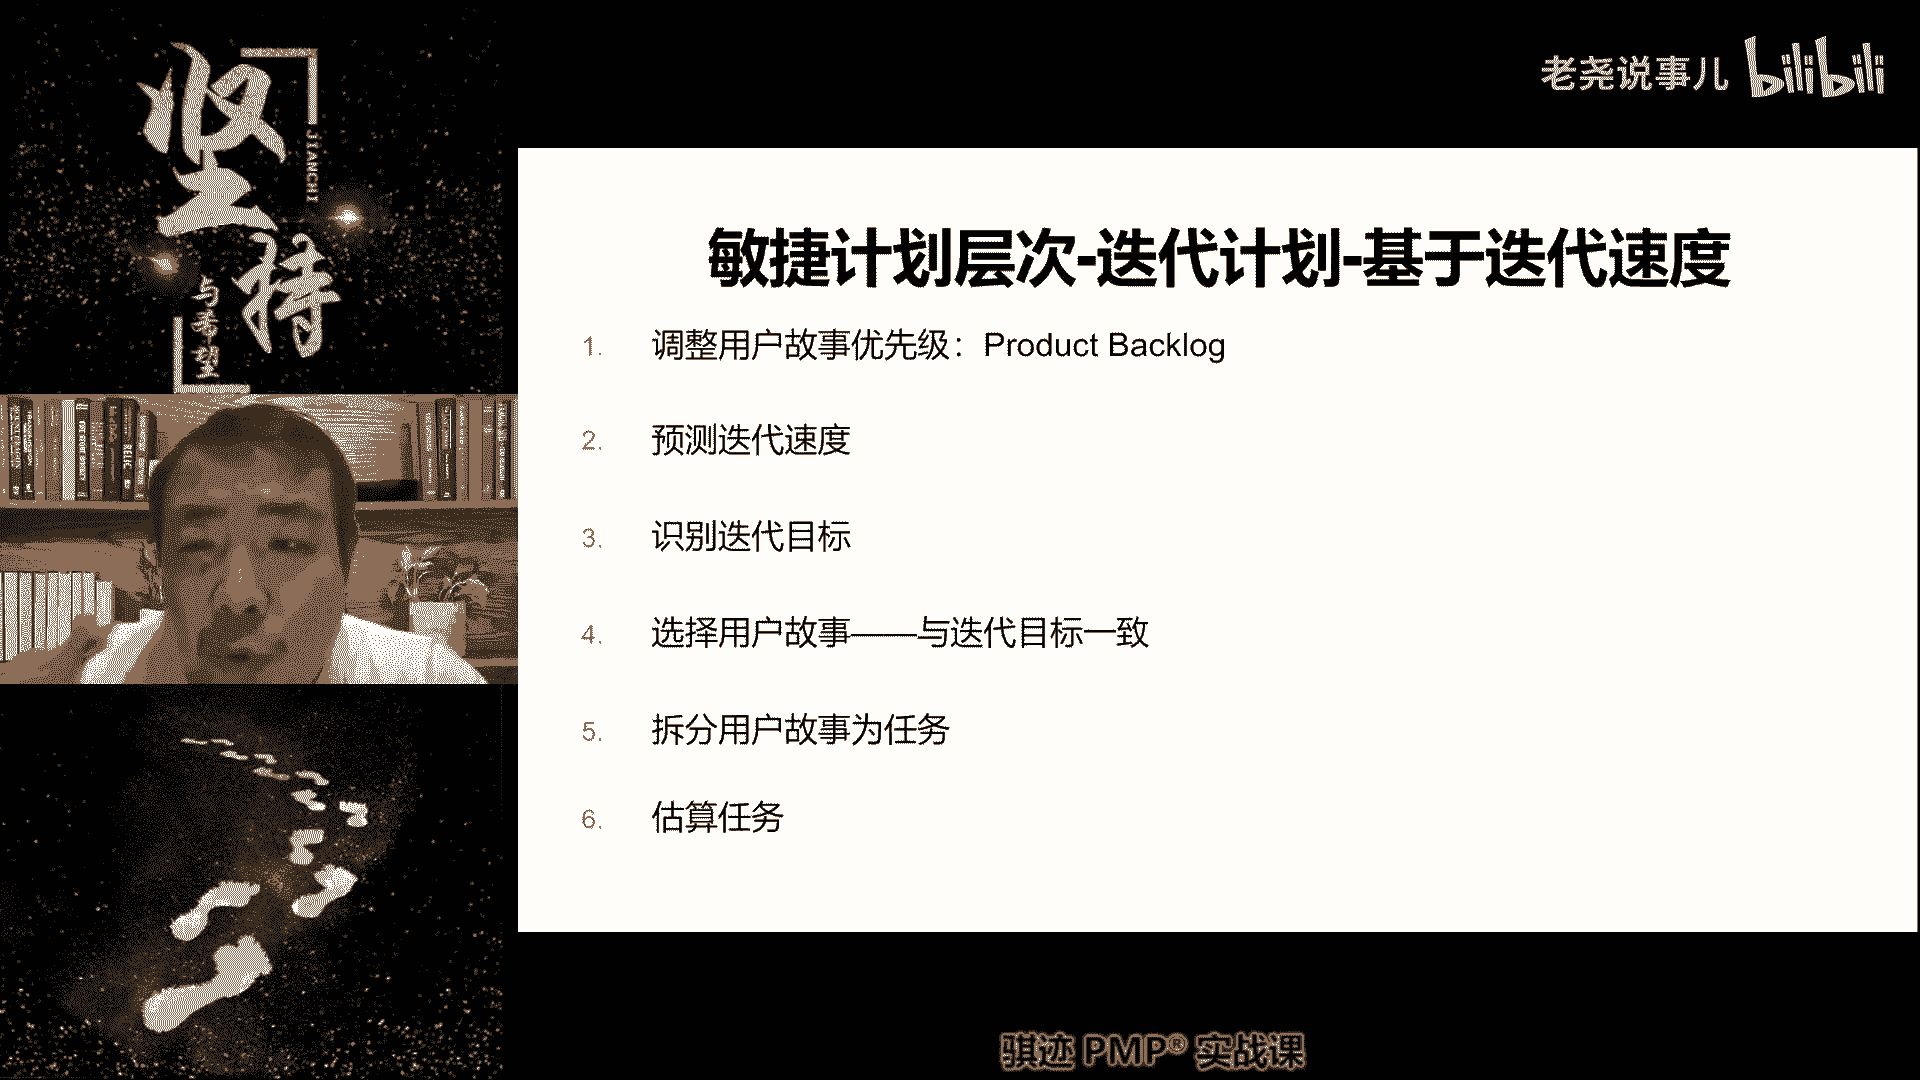 坚持
JIANCHI
与希望
老尧说事儿 bilibili
敏捷计划层次-迭代计划-基于迭代速度
1. 调整用户故事优先级：Product Backlog
2. 预测迭代速度
3. 识别迭代目标
4. 选择用户故事——与迭代目标一致
5. 拆分用户故事为任务
6. 估算任务
骐迹 PMP® 实战课